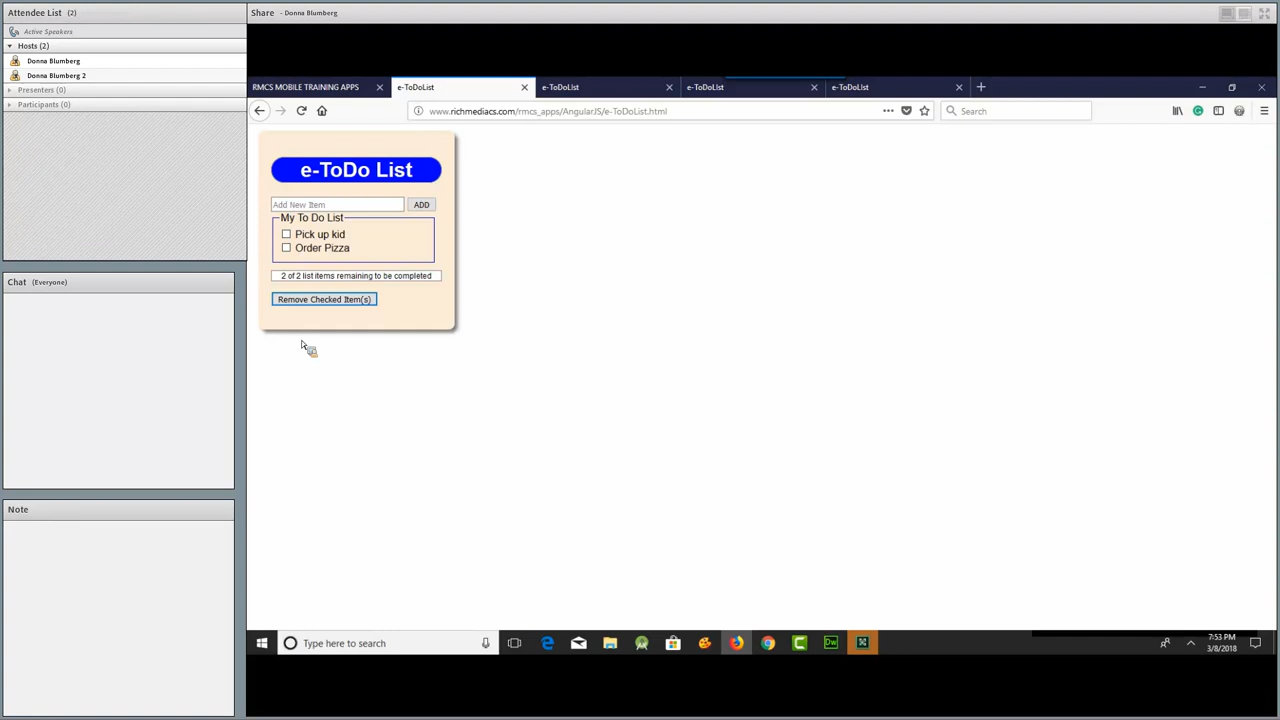 Attendee List (2)
Active Speakers
Hosts (2)
Donna Blumberg
Donna Blumberg 2
Presenters (0)
Participants (0)
Chat (Everyone)
Note
Share - Donna Blumberg
RMCS MOBILE TRAINING APPS
e-ToDoList
e-ToDoList
e-ToDoList
e-ToDoList
www.richmediacs.com/rmcs_apps/AngularJS/e-ToDoList.html
Search
e-ToDo List
Add New Item
ADD
My To Do List
Pick up kid
Order Pizza
2 of 2 list items remaining to be completed
Remove Checked Item(s)
Type here to search
Dw
7:53 PM
3/8/2018